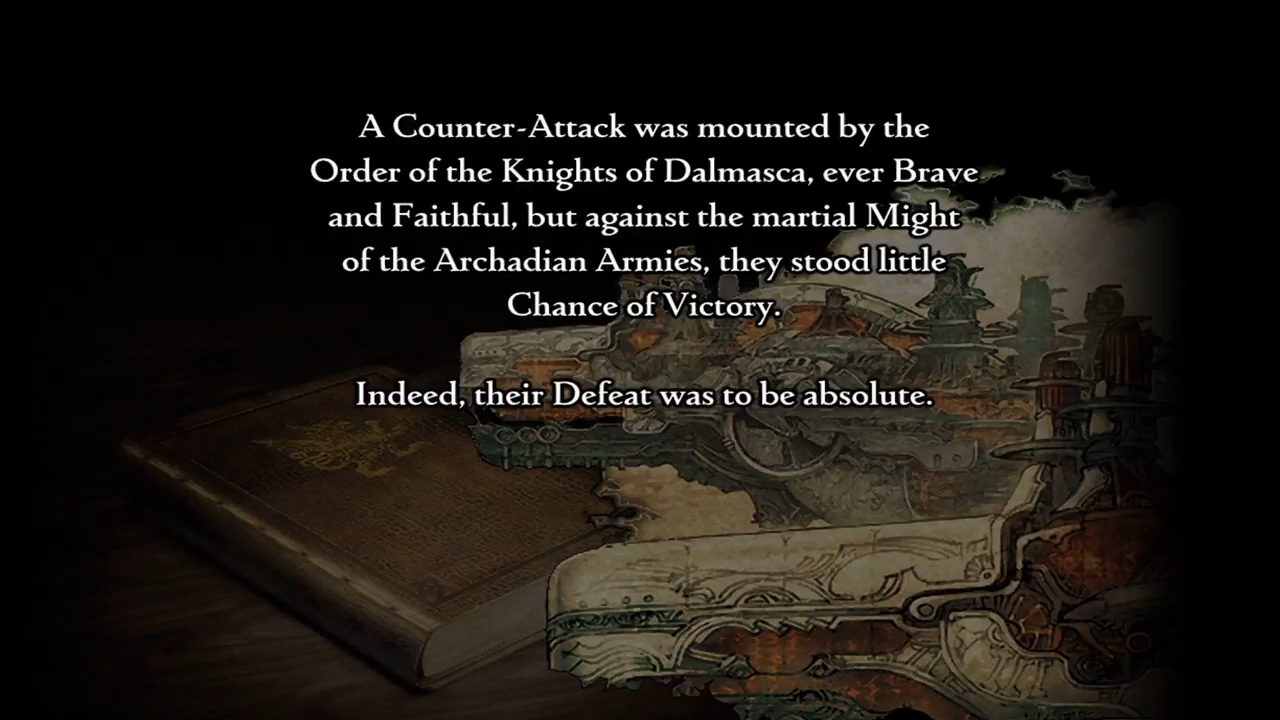 A Counter-Attack was mounted by the
Order of the Knights of Dalmasca, ever Brave
and Faithful, but against the martial Might
of the Archadian Armies, they stood little
Chance of Victory.
Indeed, their Defeat was to be absolute.